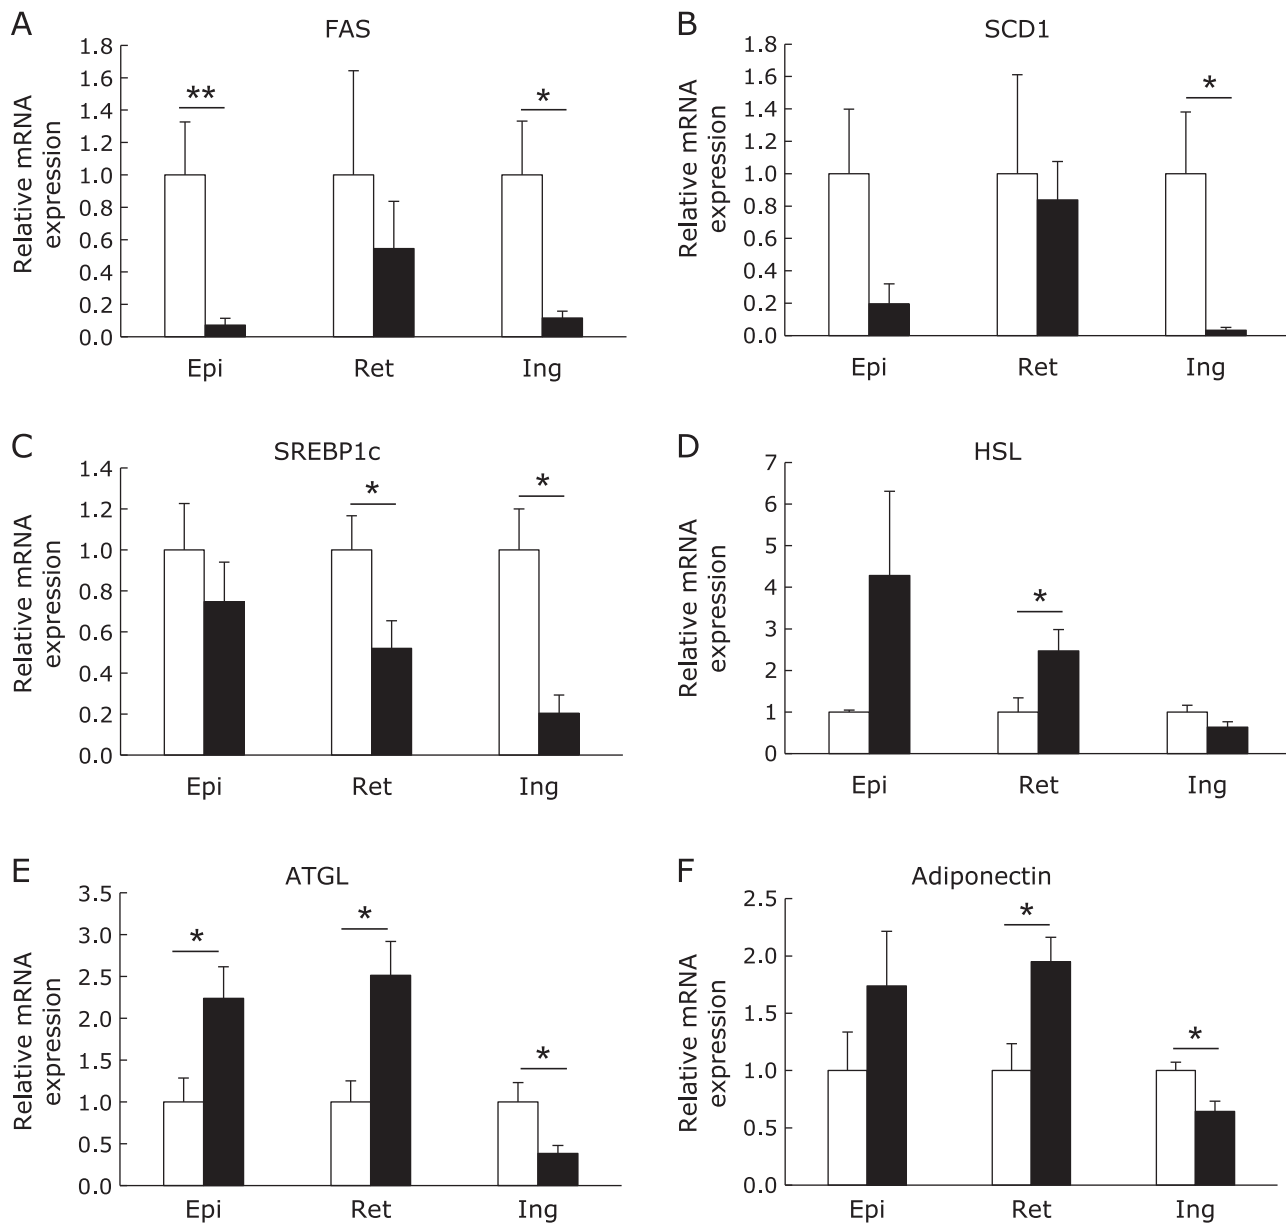 A
FAS
Relative mRNA
expression
1.8
1.6
1.4
1.2
1.0
0.8
0.6
0.4
0.2
0.0
**
*
Epi Ret Ing
B
SCD1
Relative mRNA
expression
1.8
1.6
1.4
1.2
1.0
0.8
0.6
0.4
0.2
0.0
*
Epi Ret Ing
C
SREBP1c
Relative mRNA
expression
1.4
1.2
1.0
0.8
0.6
0.4
0.2
0.0
*
*
Epi Ret Ing
D
HSL
Relative mRNA
expression
7
6
5
4
3
2
1
0
*
Epi Ret Ing
E
ATGL
Relative mRNA
expression
3.5
3.0
2.5
2.0
1.5
1.0
0.5
0.0
*
*
*
Epi Ret Ing
F
Adiponectin
Relative mRNA
expression
2.5
2.0
1.5
1.0
0.5
0.0
*
*
Epi Ret Ing